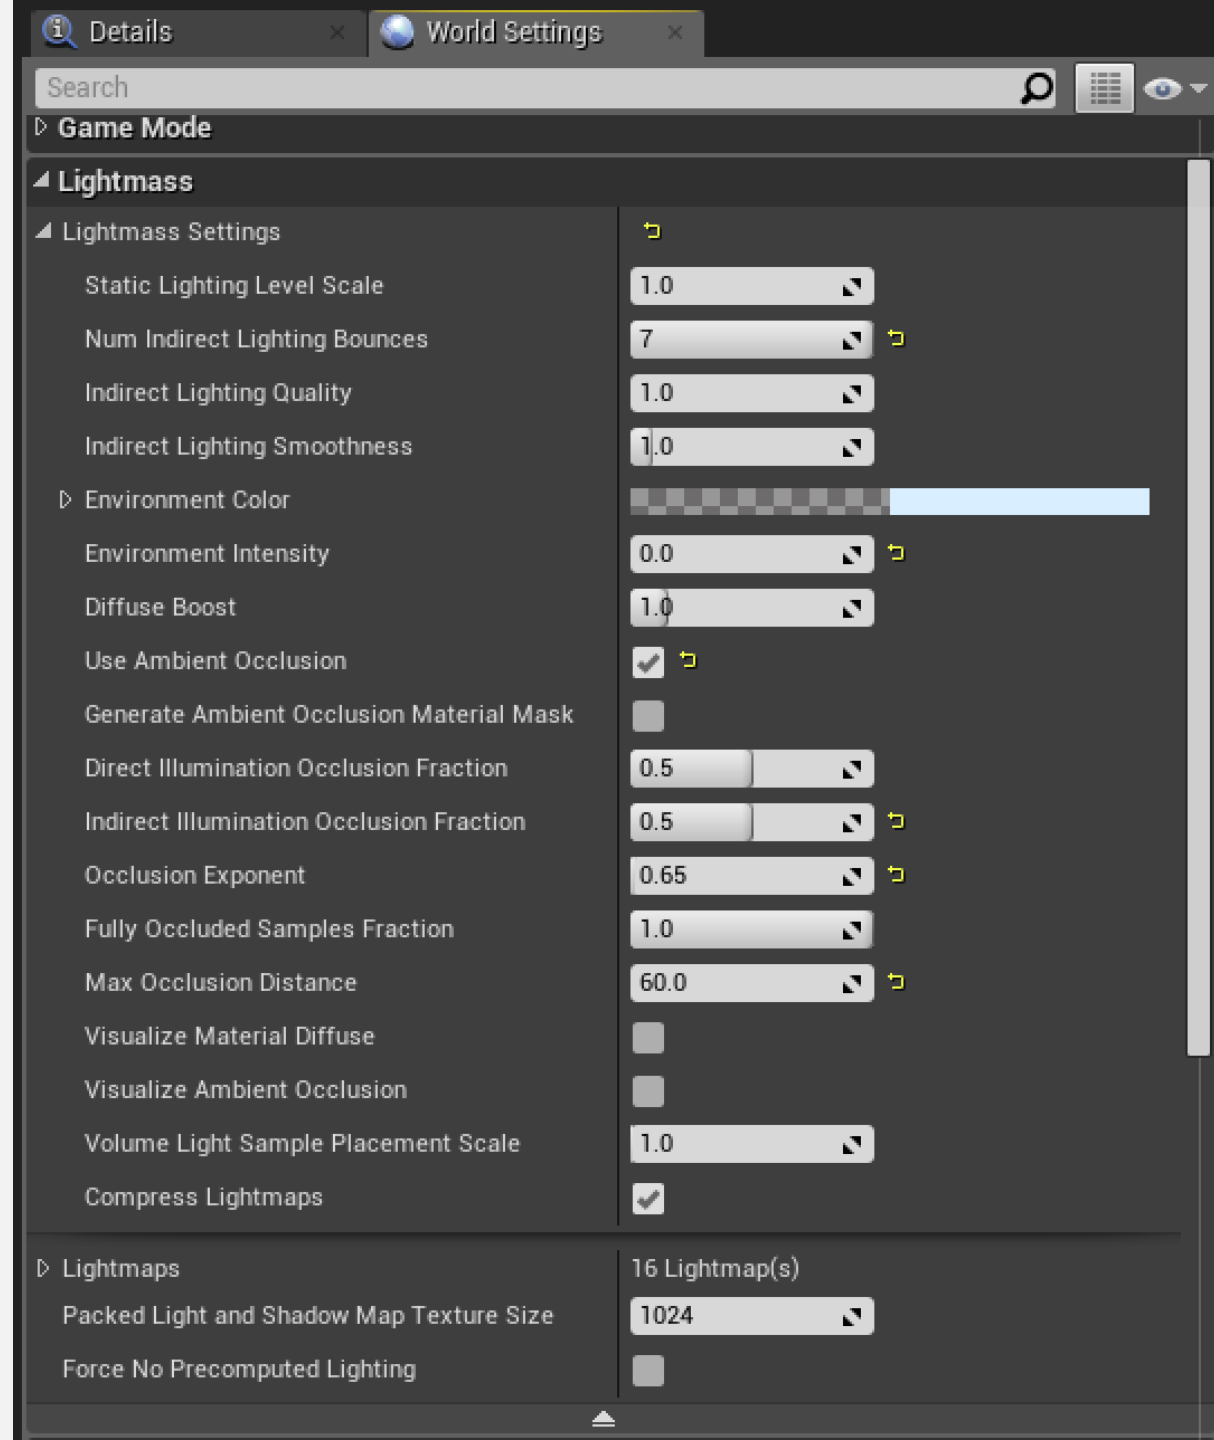 Details
World Settings
Search
Game Mode
Lightmass
Lightmass Settings
Static Lighting Level Scale 1.0
Num Indirect Lighting Bounces 7
Indirect Lighting Quality 1.0
Indirect Lighting Smoothness 1.0
Environment Color
Environment Intensity 0.0
Diffuse Boost 1.0
Use Ambient Occlusion
Generate Ambient Occlusion Material Mask
Direct Illumination Occlusion Fraction 0.5
Indirect Illumination Occlusion Fraction 0.5
Occlusion Exponent 0.65
Fully Occluded Samples Fraction 1.0
Max Occlusion Distance 60.0
Visualize Material Diffuse
Visualize Ambient Occlusion
Volume Light Sample Placement Scale 1.0
Compress Lightmaps
Lightmaps 16 Lightmap(s)
Packed Light and Shadow Map Texture Size 1024
Force No Precomputed Lighting